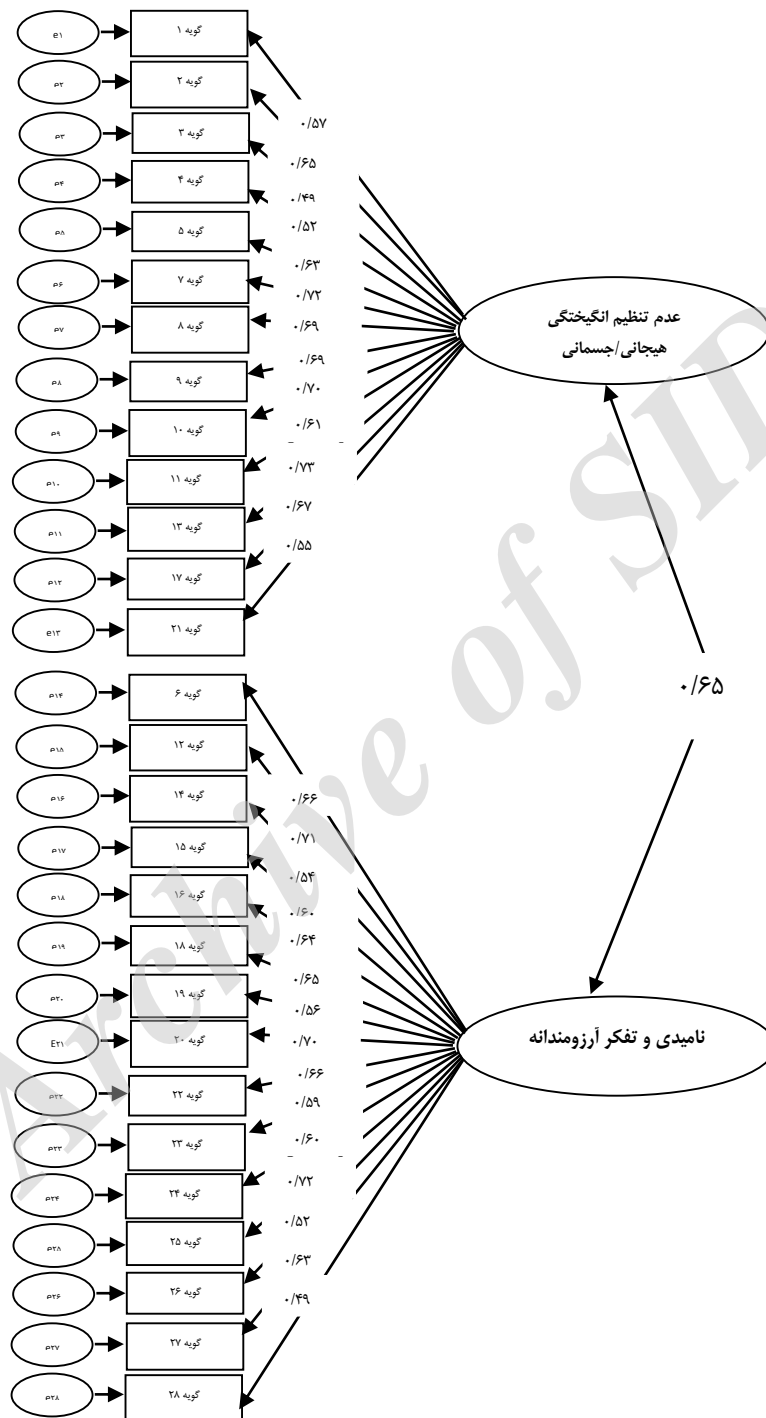 e۱ گویه ۱
e۲ گویه ۲
e۳ گویه ۳
e۴ گویه ۴
e۵ گویه ۵
e۶ گویه ۷
e۷ گویه ۸
e۸ گویه ۹
e۹ گویه ۱۰
e۱۰ گویه ۱۱
e۱۱ گویه ۱۳
e۱۲ گویه ۱۷
e۱۳ گویه ۲۱
۰/۵۷
۰/۶۵
۰/۴۹
۰/۵۲
۰/۶۳
۰/۷۲
۰/۶۹
۰/۶۹
۰/۷۰
۰/۶۱
۰/۷۳
۰/۶۷
۰/۵۵
عدم تنظیم انگیختگی
هیجانی/جسمانی
۰/۶۵
e۱۴ گویه ۶
e۱۵ گویه ۱۲
e۱۶ گویه ۱۴
e۱۷ گویه ۱۵
e۱۸ گویه ۱۶
e۱۹ گویه ۱۸
e۲۰ گویه ۱۹
E۲۱ گویه ۲۰
e۲۲ گویه ۲۲
e۲۳ گویه ۲۳
e۲۴ گویه ۲۴
e۲۵ گویه ۲۵
e۲۶ گویه ۲۶
e۲۷ گویه ۲۷
e۲۸ گویه ۲۸
۰/۶۶
۰/۷۱
۰/۵۴
۰/۶۰
۰/۶۴
۰/۶۵
۰/۵۶
۰/۷۰
۰/۶۶
۰/۵۹
۰/۶۰
۰/۷۲
۰/۵۲
۰/۶۳
۰/۴۹
نامیدی و تفکر آرزومندانه
Archive of SID